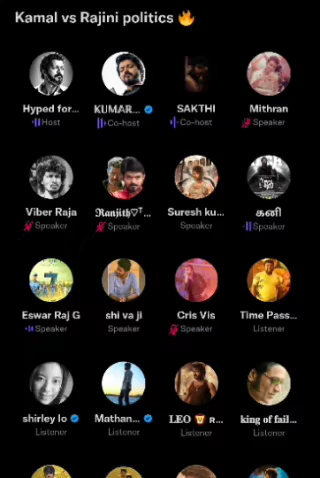 Kamal vs Rajini politics 🔥
Hyped for... KUMAR... SAKTHI Mithran
Host Co-host Co-host Speaker
Viber Raja 𝕽𝖆𝖓𝖏𝖎𝖙𝖍♡ᵀ... Suresh ku... கனி
Speaker Speaker Speaker Speaker
Eswar Raj G shi va ji Cris Vis Time Pass...
Speaker Speaker Speaker Listener
shirley lo Mathan... 𝐋𝐄𝐎 🦁 ʀ... 𝐤𝐢𝐧𝐠 𝐨𝐟 𝐟𝐚𝐢𝐥...
Listener Listener Listener Listener